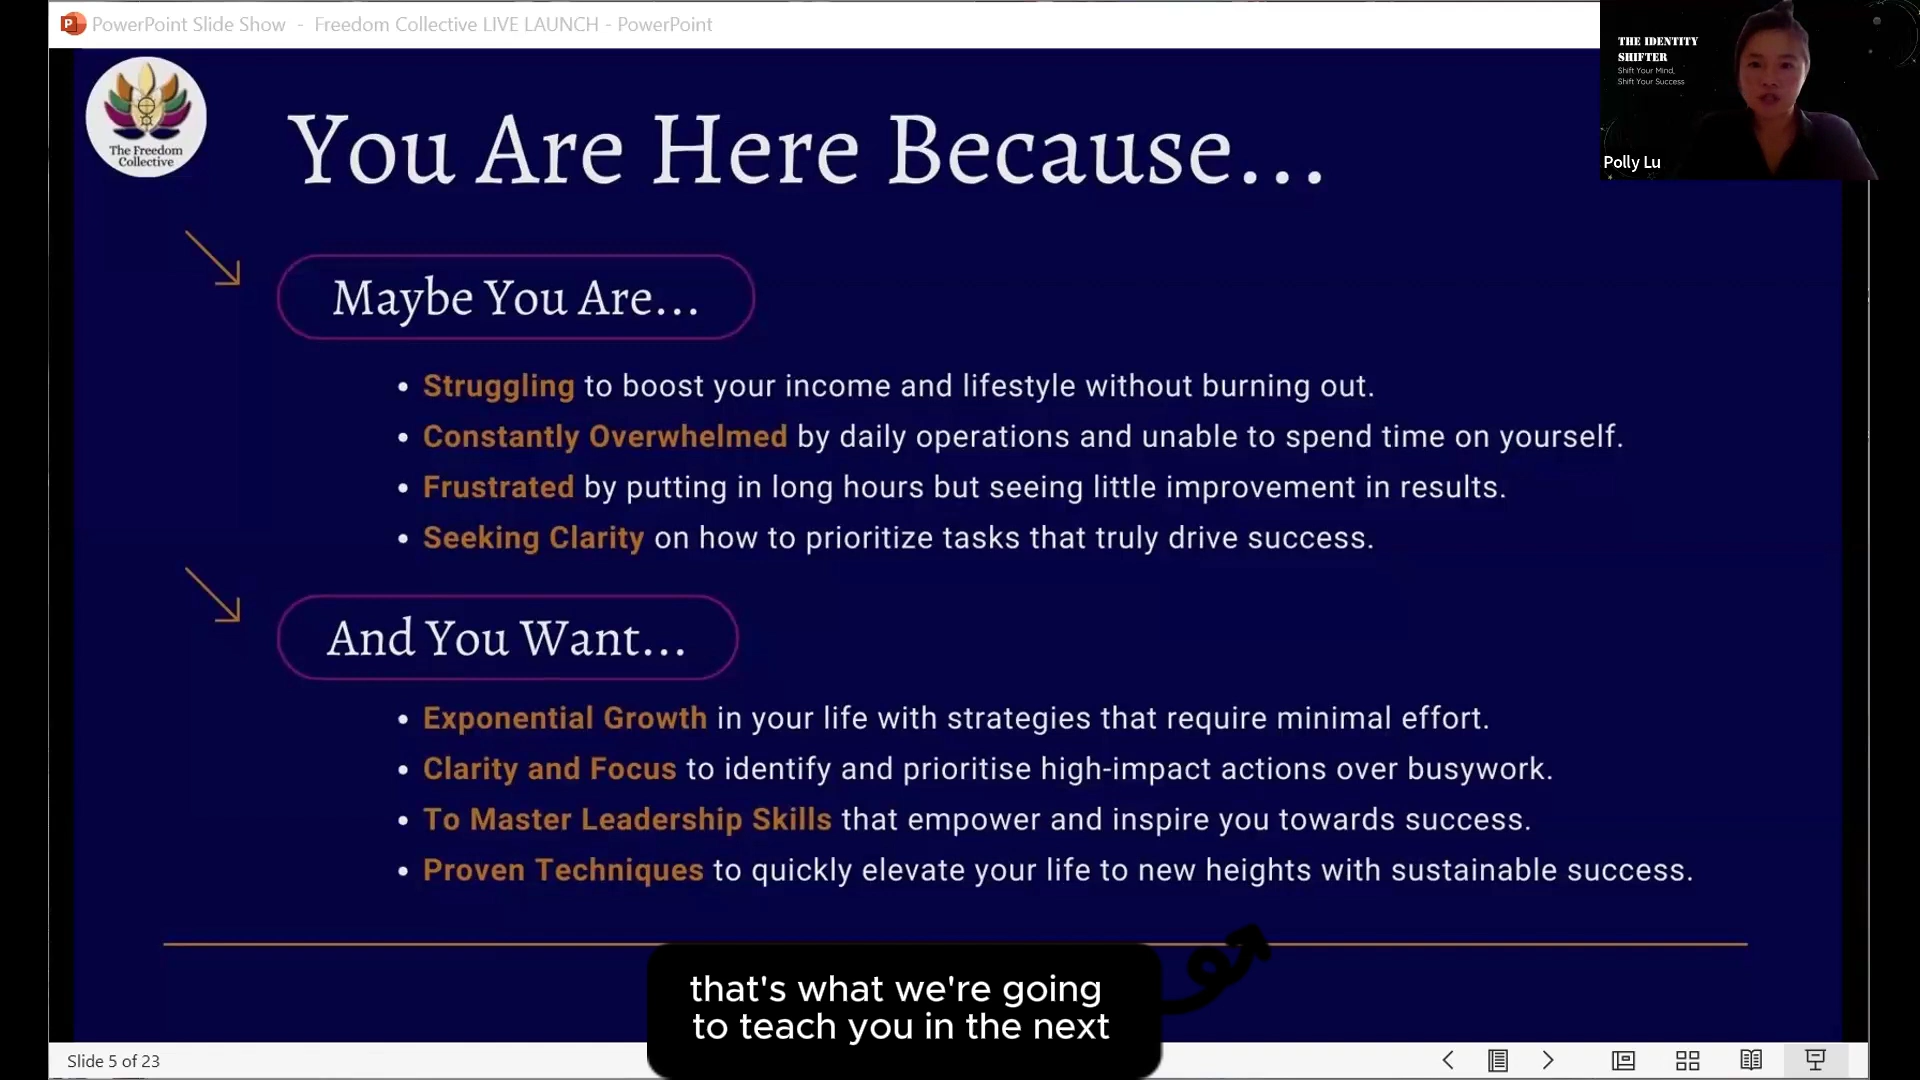 PowerPoint Slide Show - Freedom Collective LIVE LAUNCH - PowerPoint
THE IDENTITY
SHIFTER
Shift Your Mind,
Shift Your Success
Polly Lu
The Freedom
Collective
You Are Here Because...
Maybe You Are...
• Struggling to boost your income and lifestyle without burning out.
• Constantly Overwhelmed by daily operations and unable to spend time on yourself.
• Frustrated by putting in long hours but seeing little improvement in results.
• Seeking Clarity on how to prioritize tasks that truly drive success.
And You Want...
• Exponential Growth in your life with strategies that require minimal effort.
• Clarity and Focus to identify and prioritise high-impact actions over busywork.
• To Master Leadership Skills that empower and inspire you towards success.
• Proven Techniques to quickly elevate your life to new heights with sustainable success.
that's what we're going
to teach you in the next
Slide 5 of 23